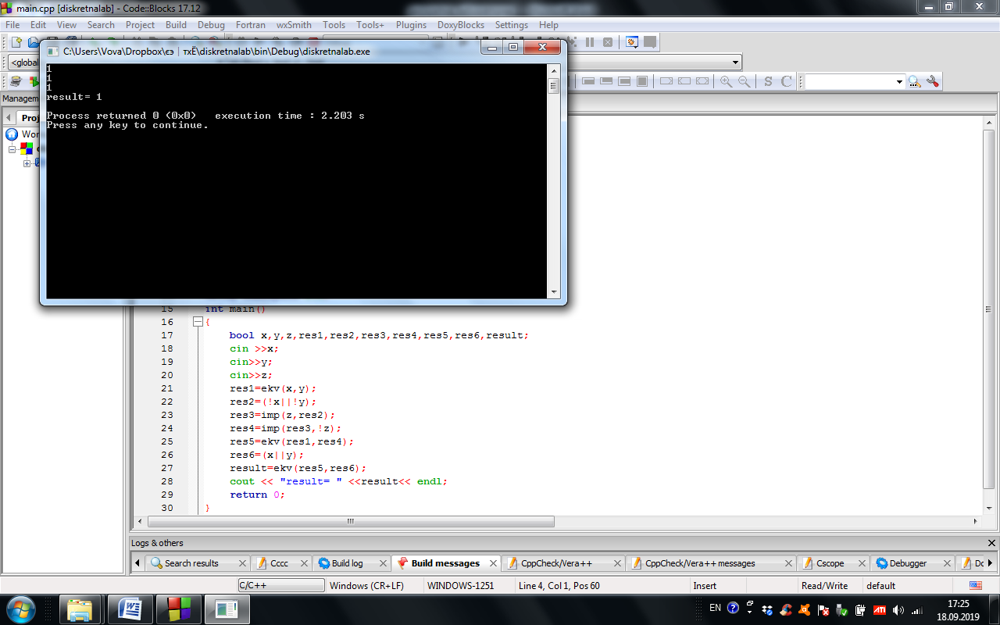 main.cpp [diskretnalab] - Code::Blocks 17.12
File Edit View Search Project Build Debug Fortran wxSmith Tools Tools+ Plugins DoxyBlocks Settings Help
C:\Users\Vova\Dropbox\єэ | тхЁ\diskretnalab\bin\Debug\diskretnalab.exe
<global
S C
Managem
Proj
Wor
1
1
1
result= 1
Process returned 0 (0x0)   execution time : 2.203 s
Press any key to continue.
15 int main()
16 {
17 bool x,y,z,res1,res2,res3,res4,res5,res6,result;
18 cin >>x;
19 cin>>y;
20 cin>>z;
21 res1=ekv(x,y);
22 res2=(!x||!y);
23 res3=imp(z,res2);
24 res4=imp(res3,!z);
25 res5=ekv(res1,res4);
26 res6=(x||y);
27 result=ekv(res5,res6);
28 cout << "result= " <<result<< endl;
29 return 0;
30 }
Logs & others
Search results Cccc Build log Build messages CppCheck/Vera++ CppCheck/Vera++ messages Cscope Debugger Do
C/C++ Windows (CR+LF) WINDOWS-1251 Line 4, Col 1, Pos 60 Insert Read/Write default
EN ATI 17:25
18.09.2019